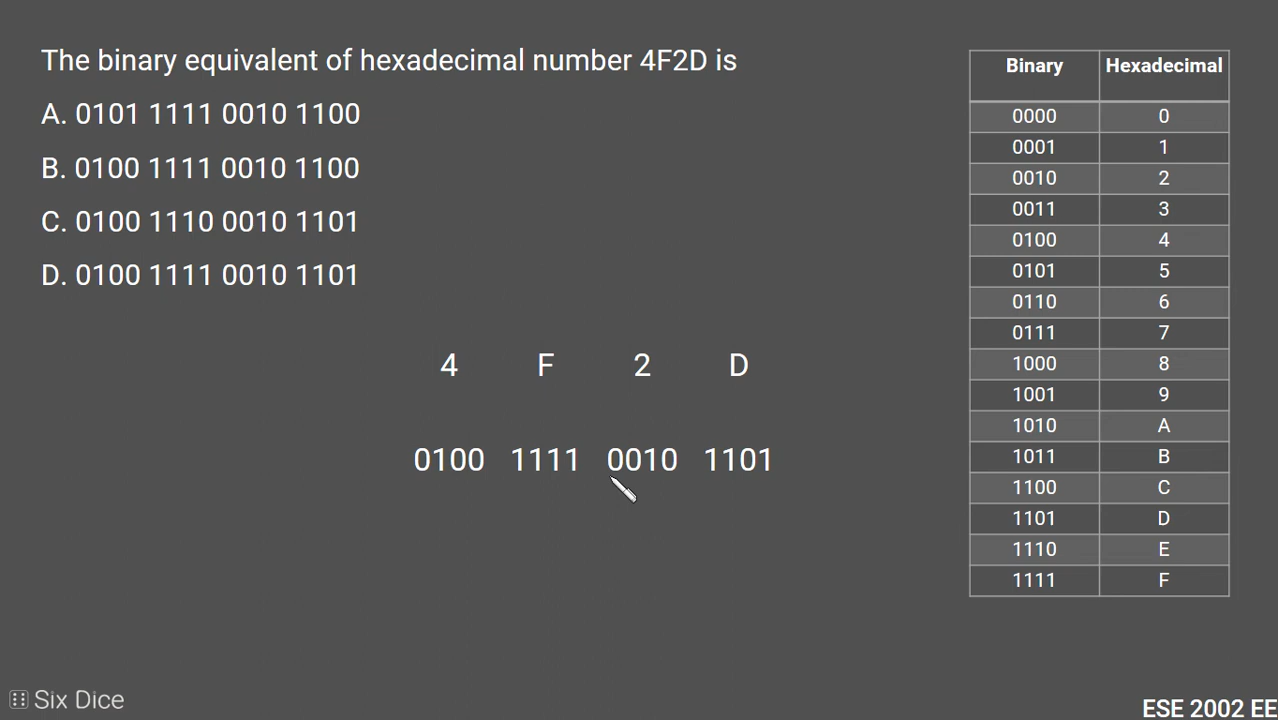 The binary equivalent of hexadecimal number 4F2D is
A. 0101 1111 0010 1100
B. 0100 1111 0010 1100
C. 0100 1110 0010 1101
D. 0100 1111 0010 1101
4 F 2 D
0100 1111 0010 1101
Binary Hexadecimal
0000 0
0001 1
0010 2
0011 3
0100 4
0101 5
0110 6
0111 7
1000 8
1001 9
1010 A
1011 B
1100 C
1101 D
1110 E
1111 F
Six Dice
ESE 2002 EE